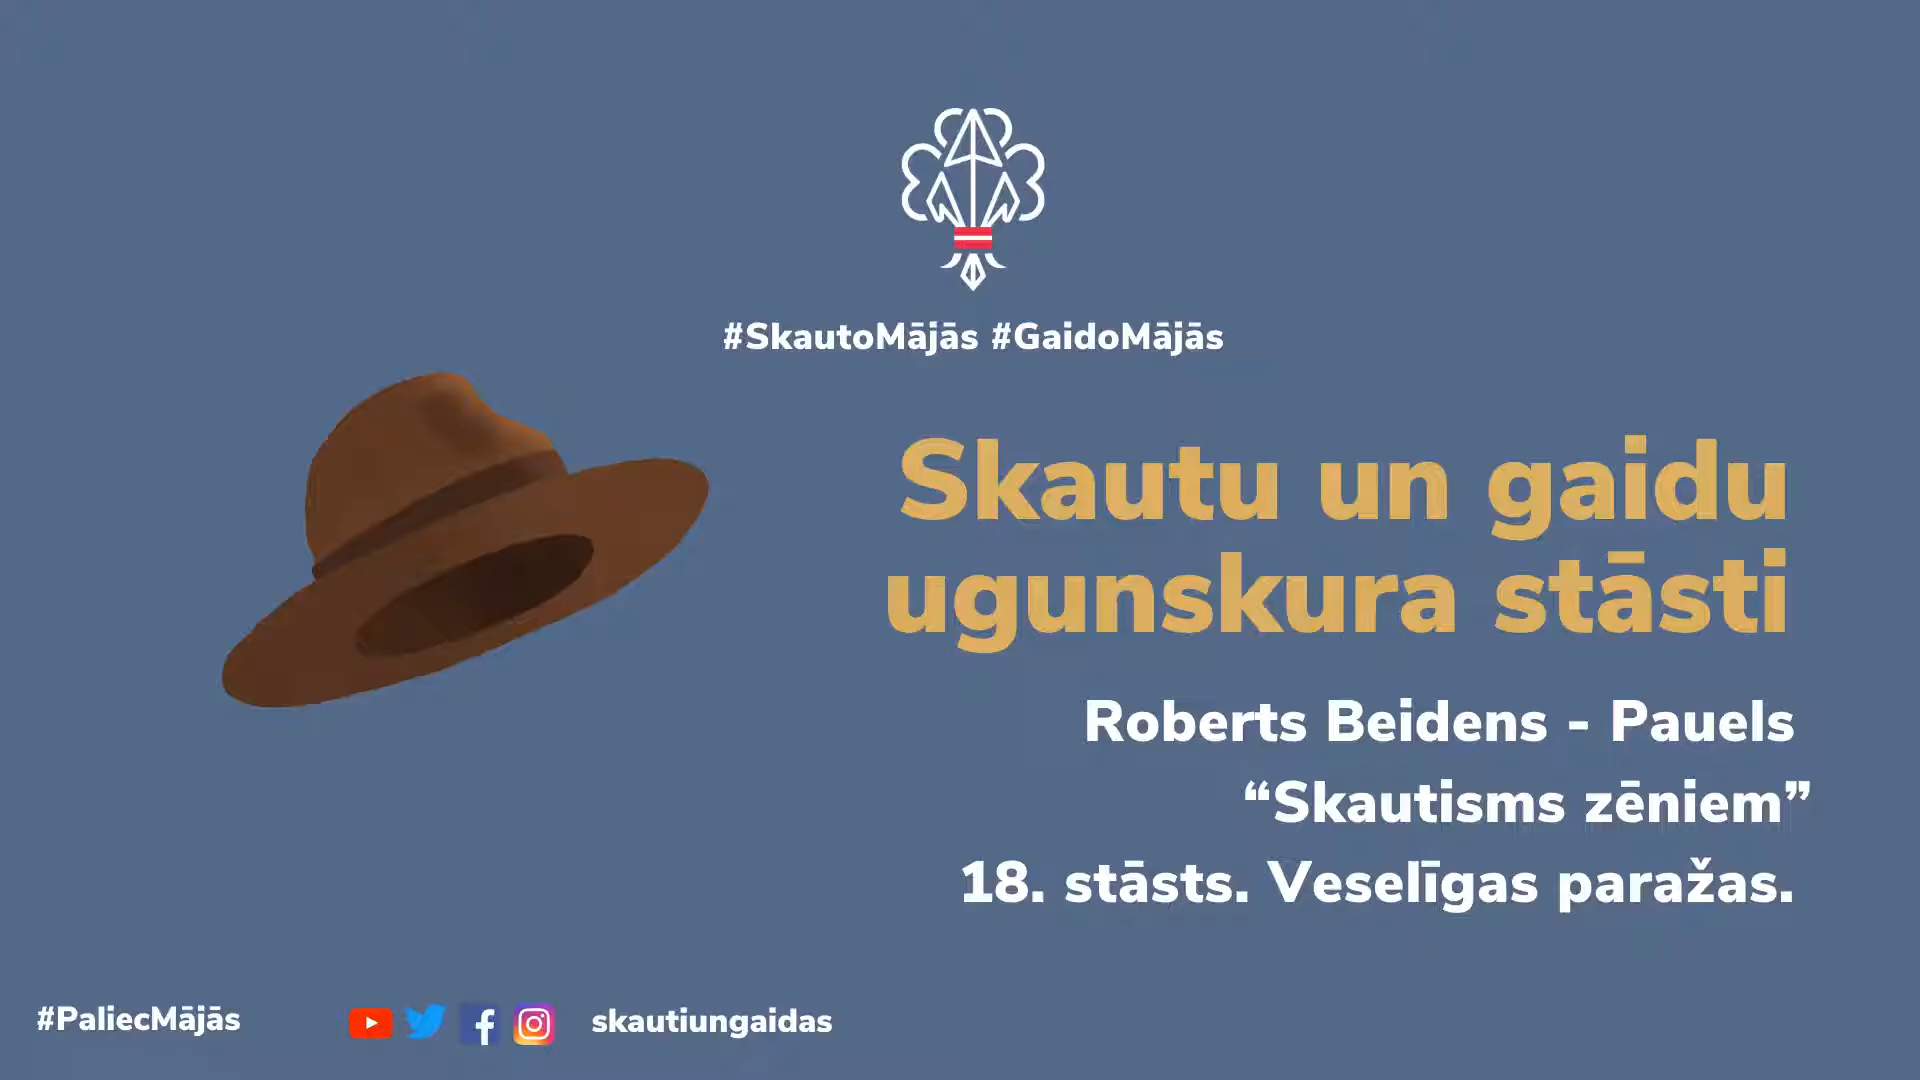 #SkautoMājās #GaidoMājās
Skautu un gaidu
ugunskura stāsti
Roberts Beidens - Pauels
“Skautisms zēniem”
18. stāsts. Veselīgas paražas.
#PaliecMājās
skautiungaidas